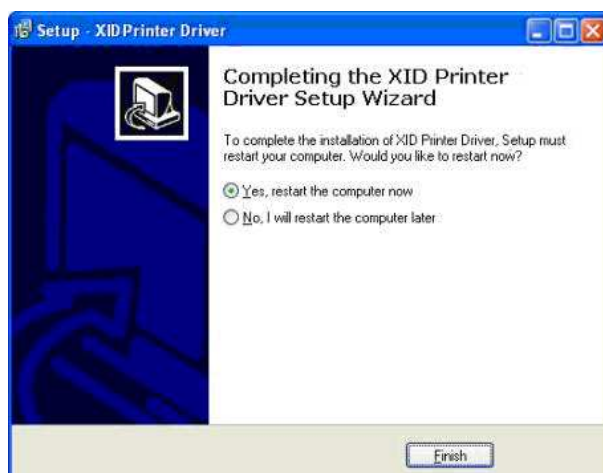 Setup - XID Printer Driver
Completing the XID Printer
Driver Setup Wizard
To complete the installation of XID Printer Driver, Setup must
restart your computer. Would you like to restart now?
Yes, restart the computer now
No, I will restart the computer later
Finish